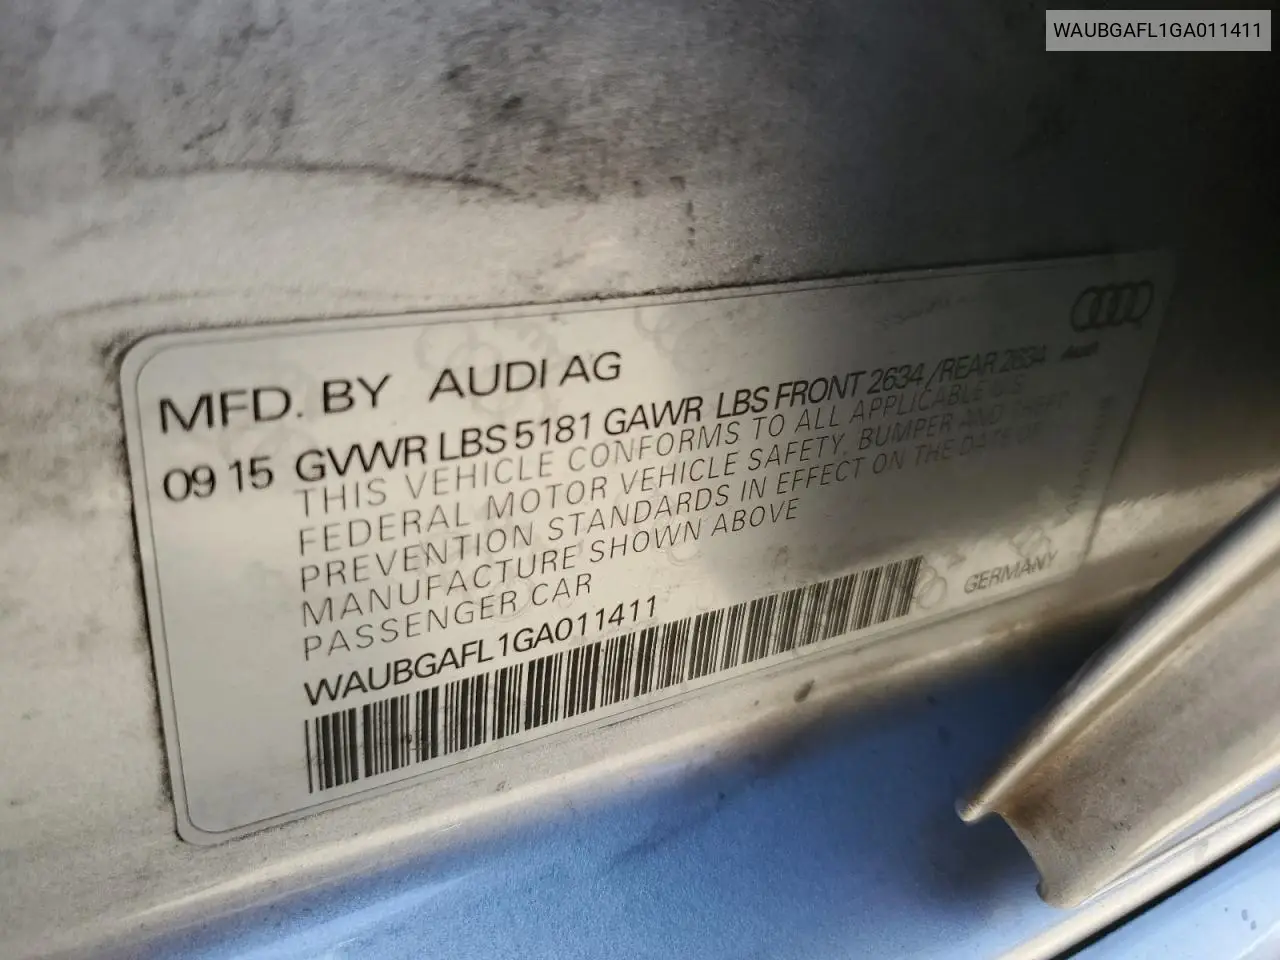 WAUBGAFL1GA011411
MFD. BY AUDI AG
09 15 GVWR LBS 5181 GAWR LBS FRONT 2634 / REAR 2634
THIS VEHICLE CONFORMS TO ALL APPLICABLE U.S.
FEDERAL MOTOR VEHICLE SAFETY, BUMPER AND THEFT
PREVENTION STANDARDS IN EFFECT ON THE DATE OF
MANUFACTURE SHOWN ABOVE
PASSENGER CAR
WAUBGAFL1GA011411
GERMANY
Audi